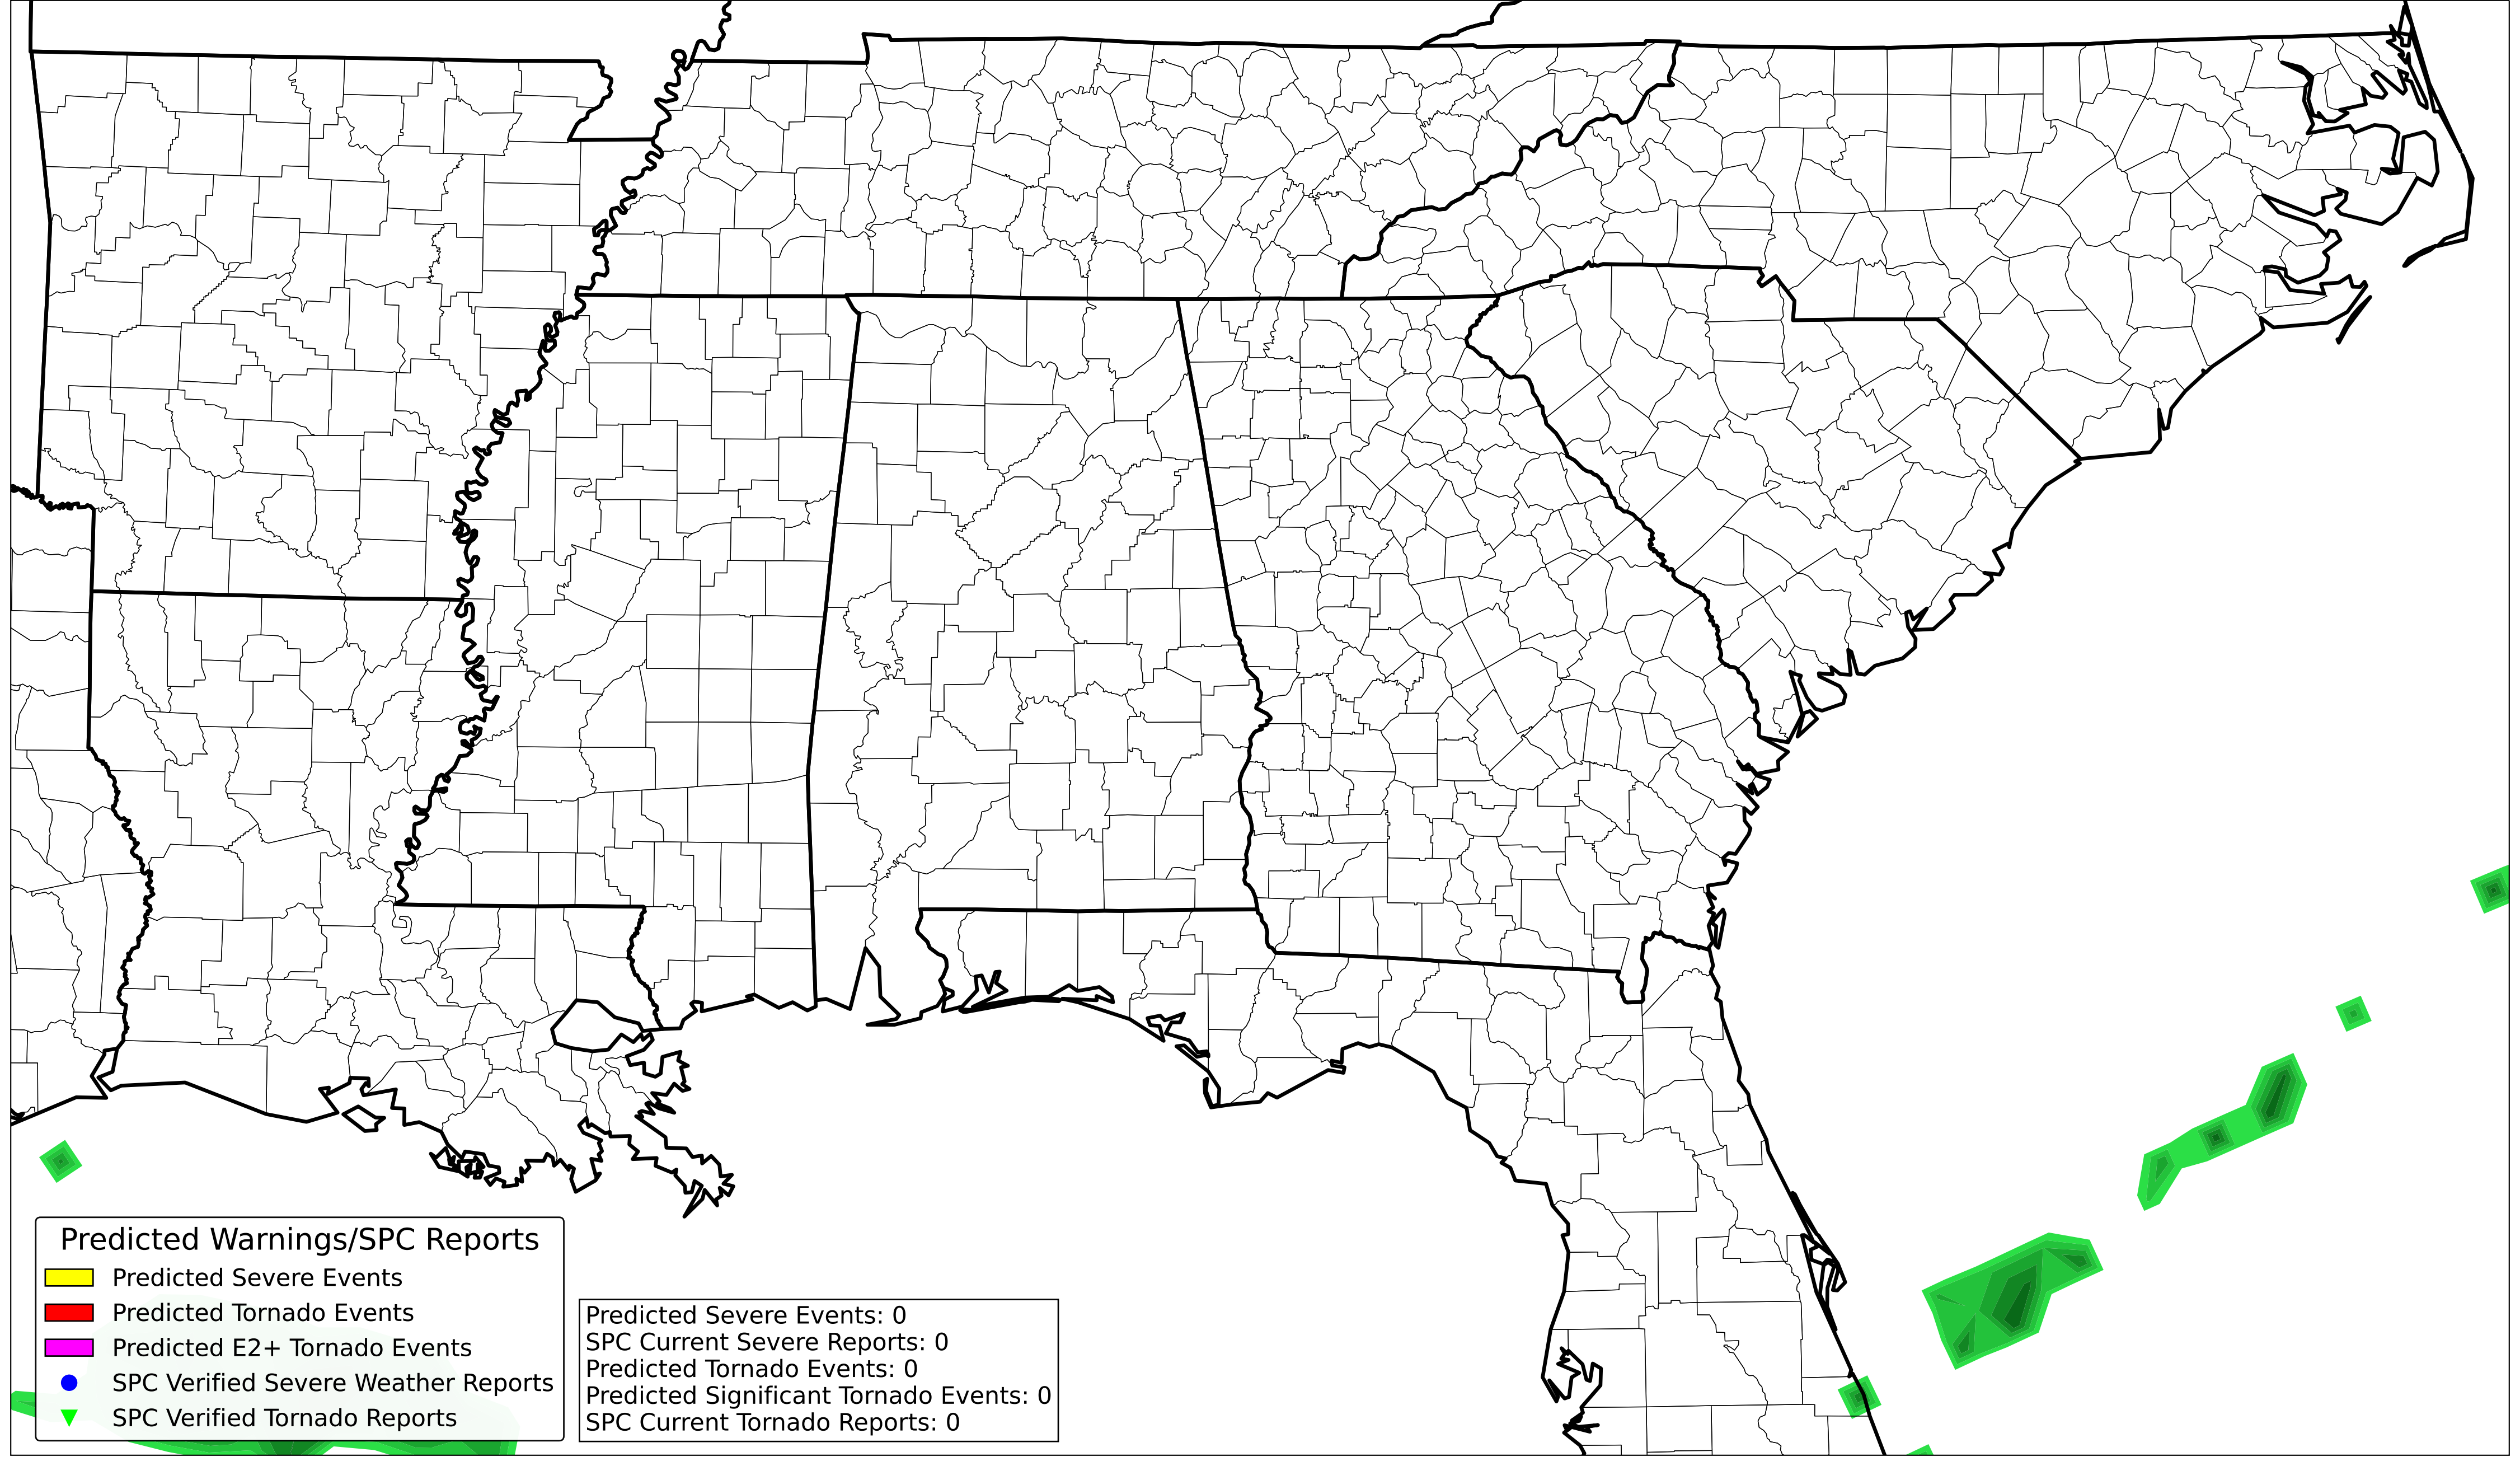 Predicted Warnings/SPC Reports
Predicted Severe Events
Predicted Tornado Events
Predicted E2+ Tornado Events
SPC Verified Severe Weather Reports
SPC Verified Tornado Reports
Predicted Severe Events: 0
SPC Current Severe Reports: 0
Predicted Tornado Events: 0
Predicted Significant Tornado Events: 0
SPC Current Tornado Reports: 0